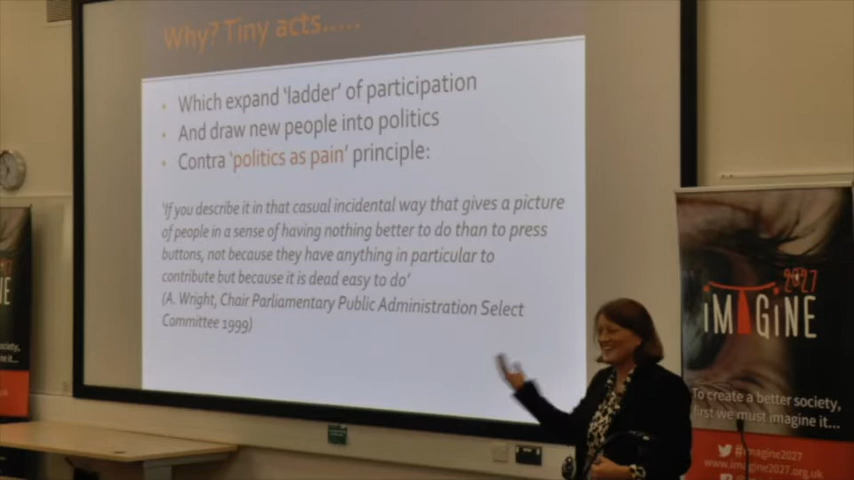 Why? Tiny acts.....
Which expand 'ladder' of participation
And draw new people into politics
Contra 'politics as pain' principle:
'If you describe it in that casual incidental way that gives a picture
of people in a sense of having nothing better to do than to press
buttons, not because they have anything in particular to
contribute but because it is dead easy to do'
(A. Wright, Chair Parliamentary Public Administration Select
Committee 1999)
2027
iMAGiNE
To create a better society,
first we must imagine it...
#imagine2027
www.imagine2027.org.uk
27
NE
society,
it...